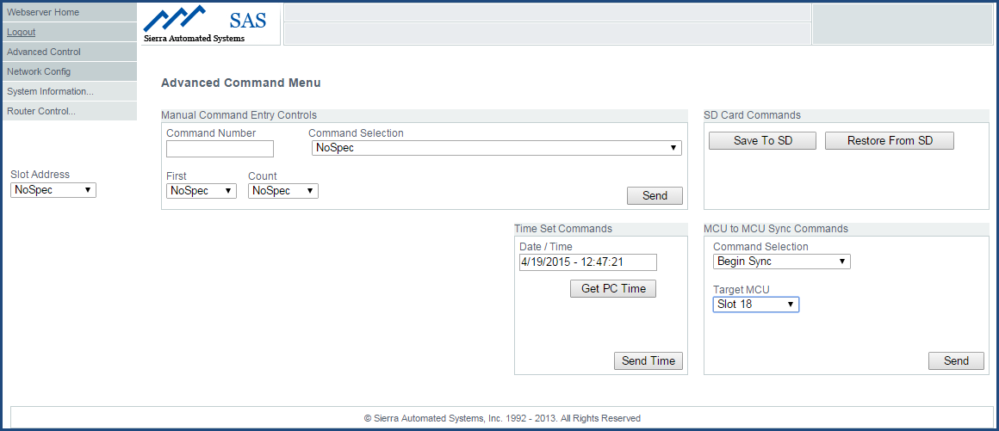 Webserver Home
Logout
Advanced Control
Network Config
System Information...
Router Control...
SAS
Sierra Automated Systems
Advanced Command Menu
Manual Command Entry Controls
Command Number
Command Selection
NoSpec
First
Count
NoSpec
NoSpec
Send
SD Card Commands
Save To SD
Restore From SD
Slot Address
NoSpec
Time Set Commands
Date / Time
4/19/2015 - 12:47:21
Get PC Time
Send Time
MCU to MCU Sync Commands
Command Selection
Begin Sync
Target MCU
Slot 18
Send
© Sierra Automated Systems, Inc. 1992 - 2013. All Rights Reserved